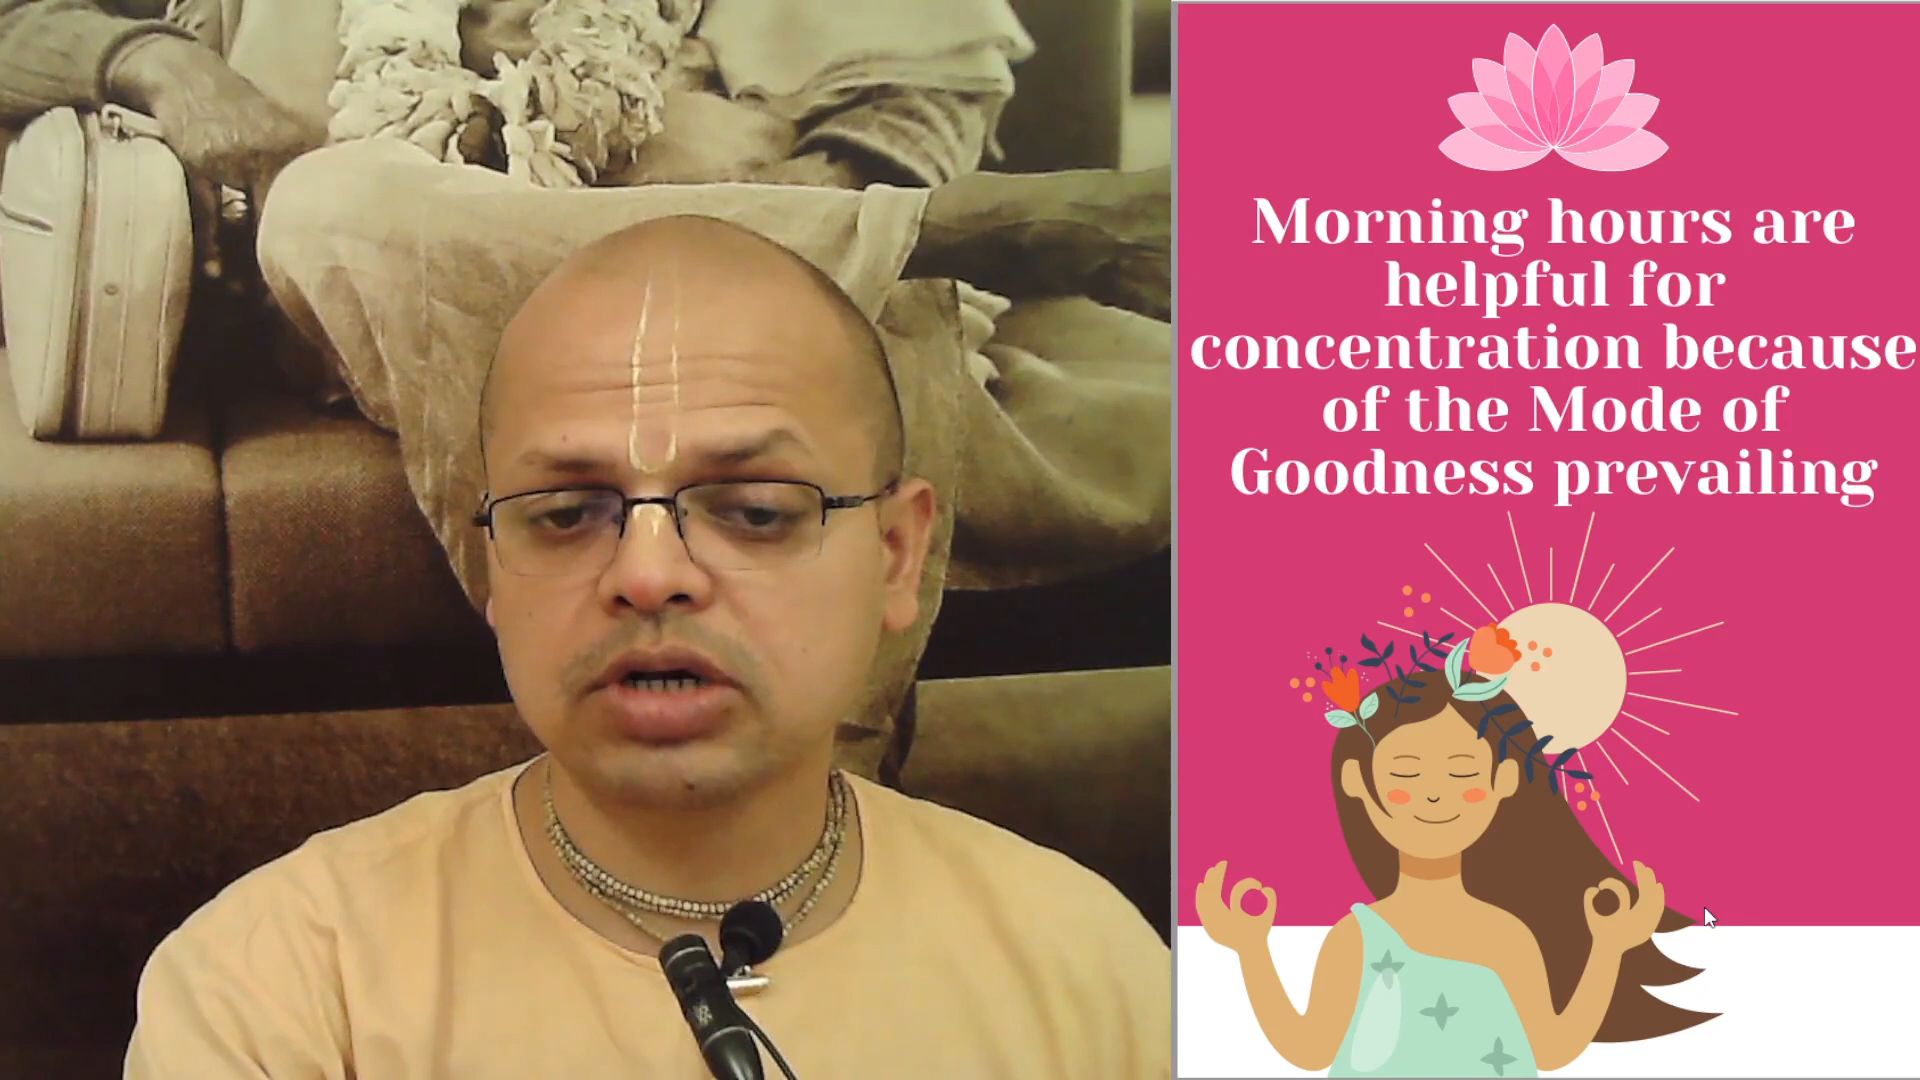 Morning hours are
helpful for
concentration because
of the Mode of
Goodness prevailing